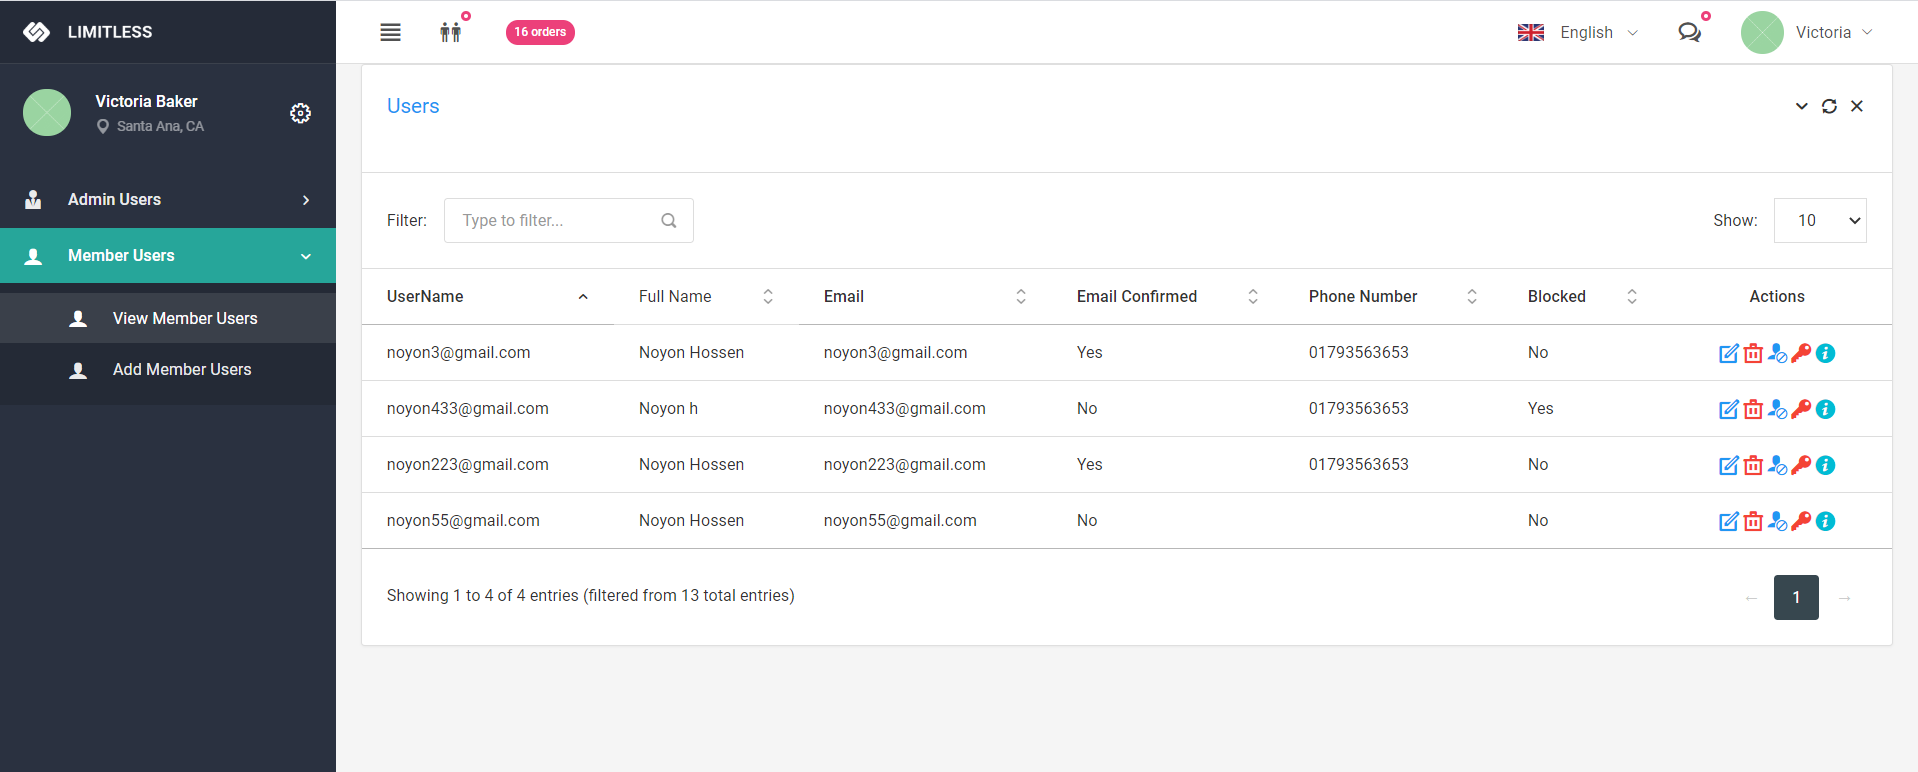 LIMITLESS
16 orders
English
Victoria
Victoria Baker
Santa Ana, CA
Admin Users
Member Users
View Member Users
Add Member Users
Users
Filter: Type to filter... Show: 10
UserName Full Name Email Email Confirmed Phone Number Blocked Actions
noyon3@gmail.com Noyon Hossen noyon3@gmail.com Yes 01793563653 No
noyon433@gmail.com Noyon h noyon433@gmail.com No 01793563653 Yes
noyon223@gmail.com Noyon Hossen noyon223@gmail.com Yes 01793563653 No
noyon55@gmail.com Noyon Hossen noyon55@gmail.com No No
Showing 1 to 4 of 4 entries (filtered from 13 total entries)
← 1 →